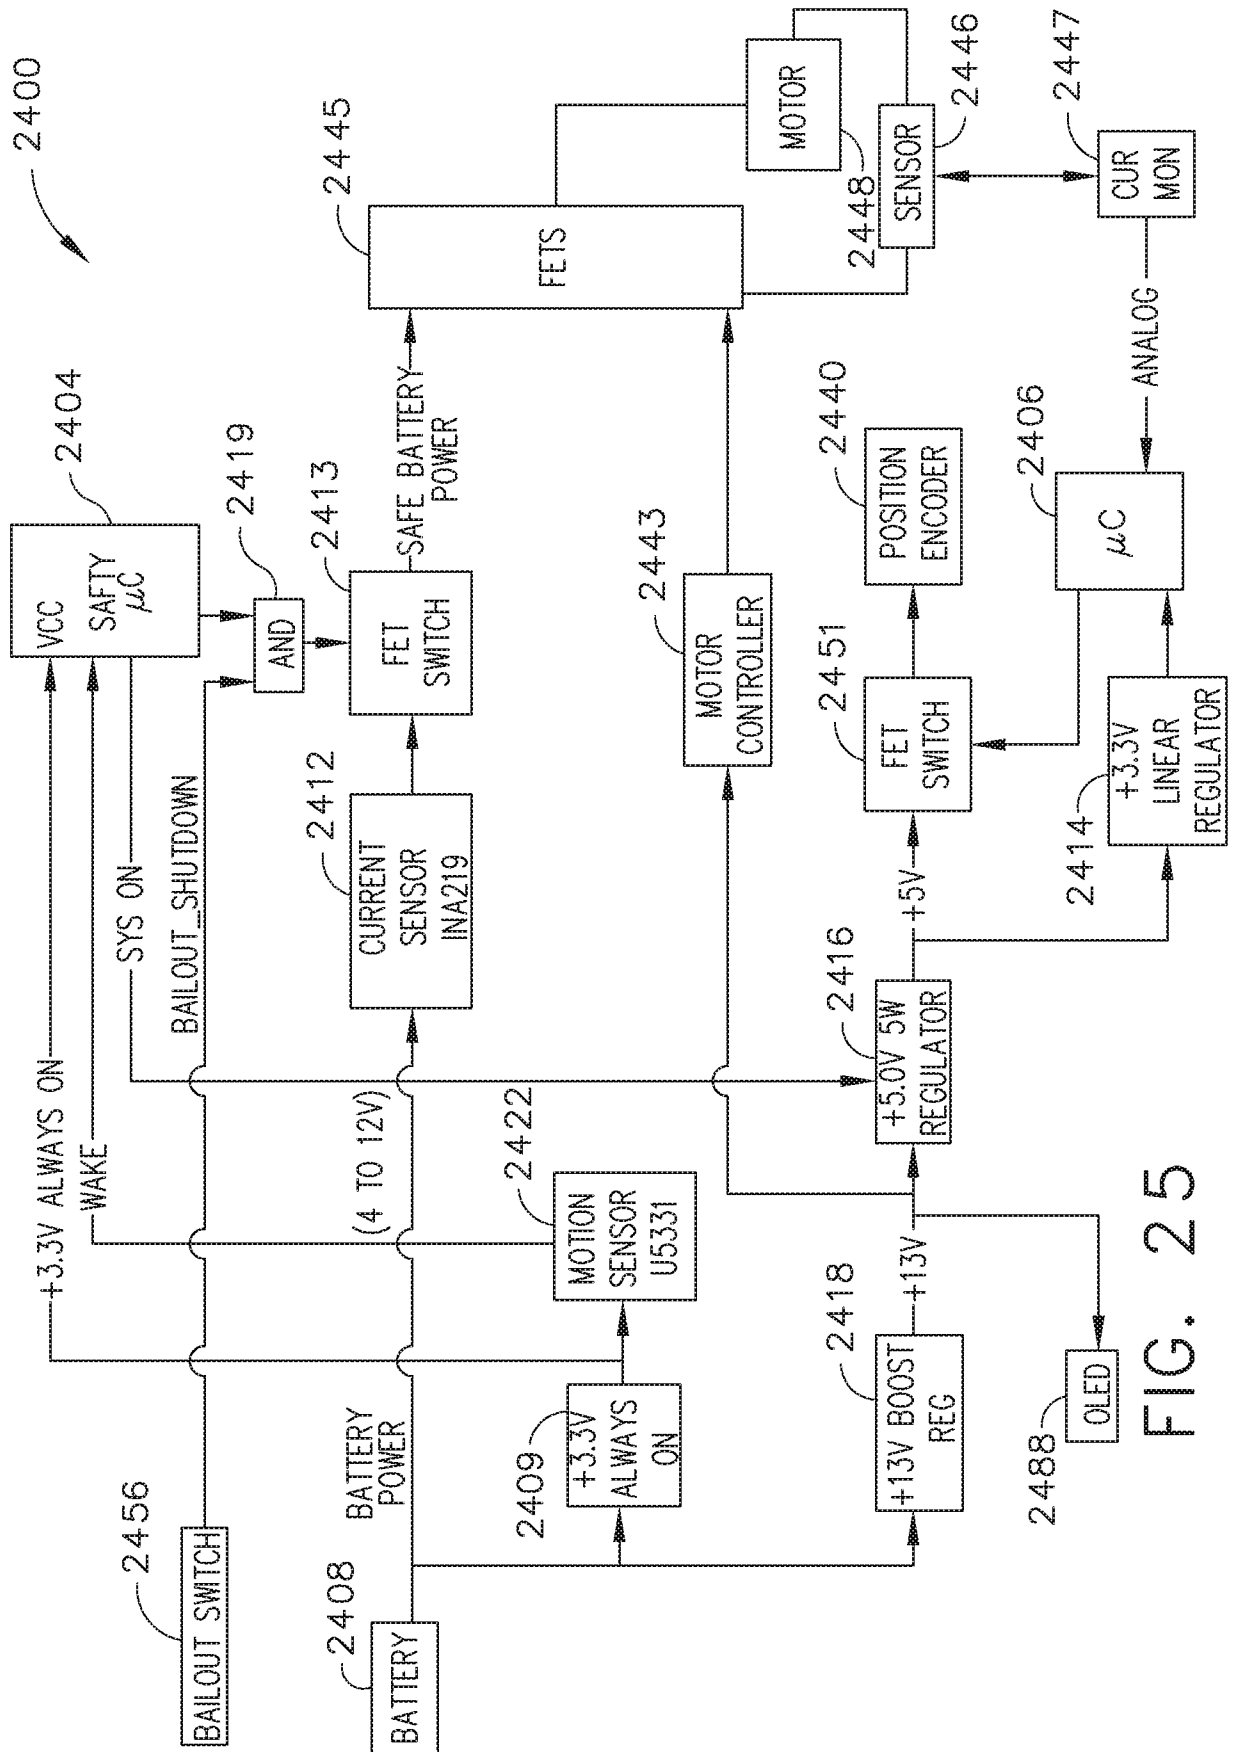 2400
BAILOUT SWITCH
2456
+3.3V ALWAYS ON
WAKE
SYS ON
BAILOUT_SHUTDOWN
VCC
SAFTY
µC
2404
AND
2419
BATTERY
2408
BATTERY
POWER
(4 TO 12V)
CURRENT
SENSOR
INA219
2412
FET
SWITCH
2413
SAFE BATTERY
POWER
FETS
2445
+3.3V
ALWAYS
ON
2409
MOTION
SENSOR
U5331
2422
MOTOR
CONTROLLER
2443
MOTOR
2448
SENSOR
2446
+13V BOOST
REG
2418
+13V
+5.0V 5W
REGULATOR
2416
+5V
FET
SWITCH
2451
POSITION
ENCODER
2440
OLED
2488
+3.3V
LINEAR
REGULATOR
2414
µC
2406
ANALOG
CUR
MON
2447
FIG. 25